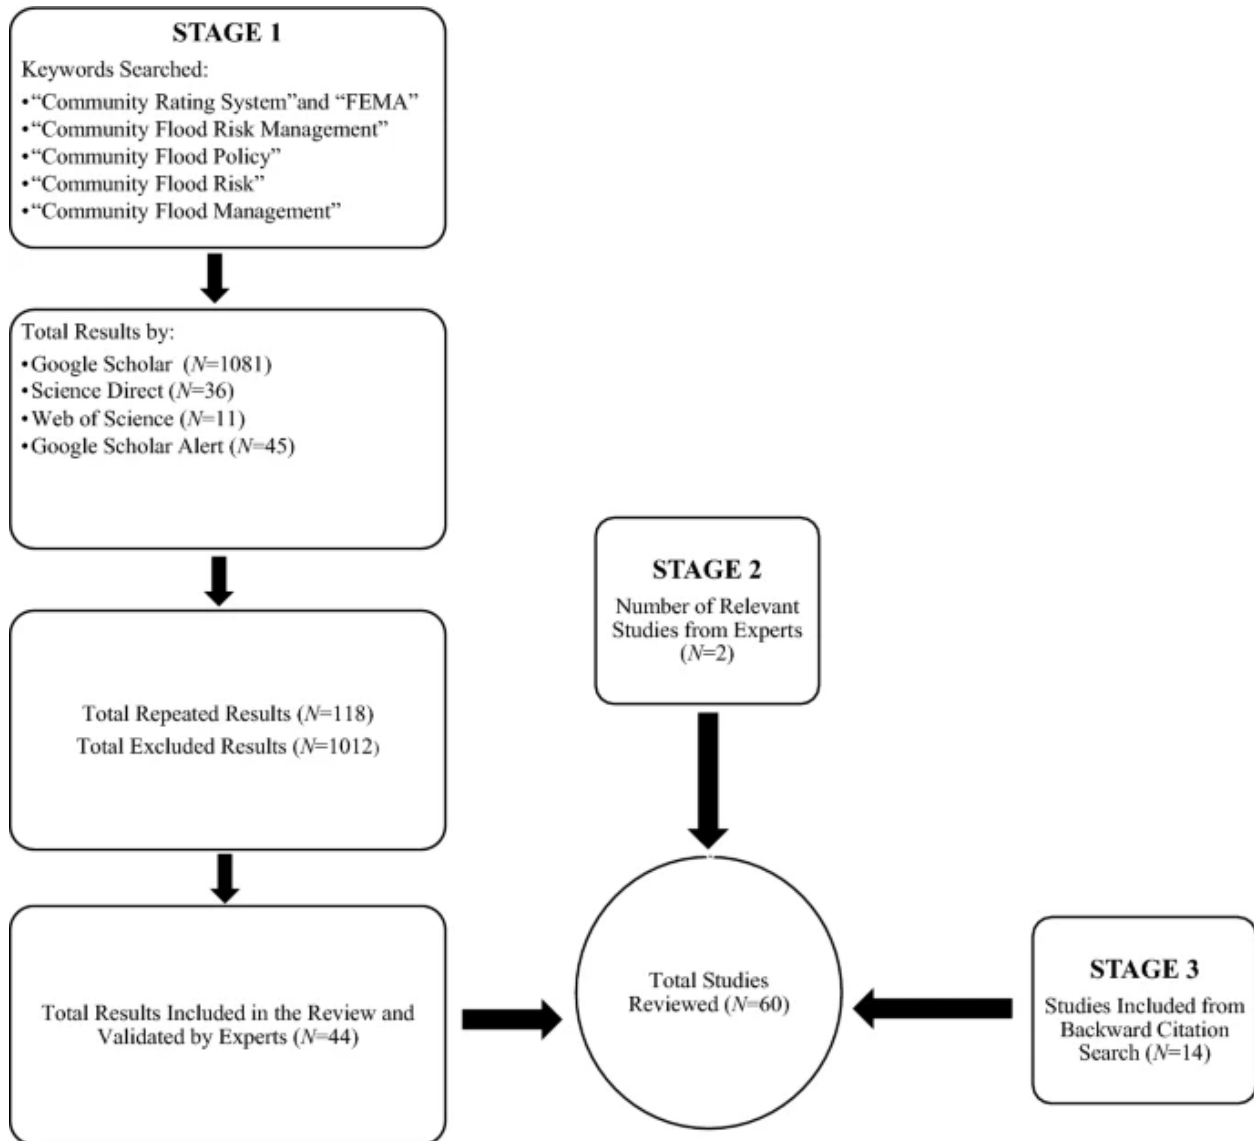 STAGE 1
Keywords Searched:
•“Community Rating System”and “FEMA”
•“Community Flood Risk Management”
•“Community Flood Policy”
•“Community Flood Risk”
•“Community Flood Management”
Total Results by:
•Google Scholar (N=1081)
•Science Direct (N=36)
•Web of Science (N=11)
•Google Scholar Alert (N=45)
Total Repeated Results (N=118)
Total Excluded Results (N=1012)
Total Results Included in the Review and
Validated by Experts (N=44)
STAGE 2
Number of Relevant
Studies from Experts
(N=2)
Total Studies
Reviewed (N=60)
STAGE 3
Studies Included from
Backward Citation
Search (N=14)